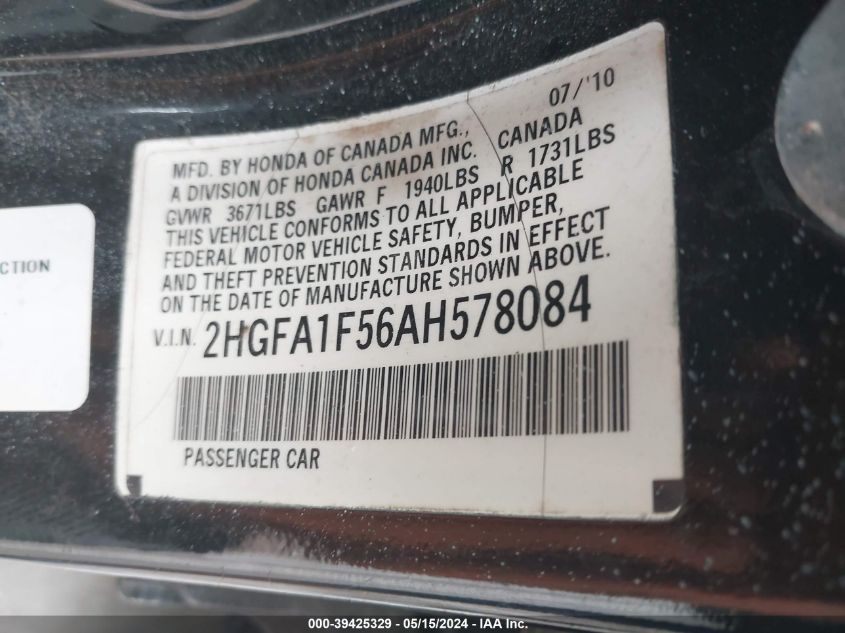 07/'10
MFD. BY HONDA OF CANADA MFG., CANADA
A DIVISION OF HONDA CANADA INC.
GVWR 3671LBS GAWR F 1940LBS R 1731LBS
THIS VEHICLE CONFORMS TO ALL APPLICABLE
FEDERAL MOTOR VEHICLE SAFETY, BUMPER,
AND THEFT PREVENTION STANDARDS IN EFFECT
ON THE DATE OF MANUFACTURE SHOWN ABOVE.
V.I.N. 2HGFA1F56AH578084
PASSENGER CAR
CTION
000-39425329 - 05/15/2024 - © IAA Inc.